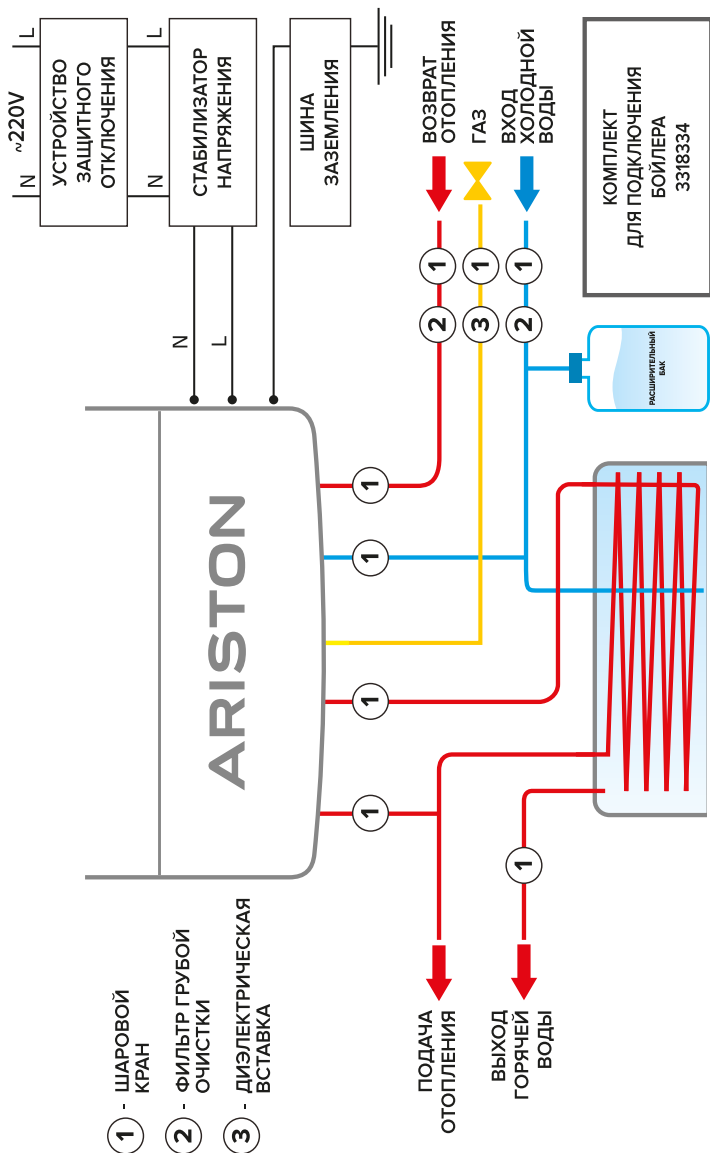 ~220V
L
N
УСТРОЙСТВО
ЗАЩИТНОГО
ОТКЛЮЧЕНИЯ
L
N
СТАБИЛИЗАТОР
НАПРЯЖЕНИЯ
ШИНА
ЗАЗЕМЛЕНИЯ
N
L
ARISTON
1 - ШАРОВОЙ
КРАН
2 - ФИЛЬТР ГРУБОЙ
ОЧИСТКИ
3 - ДИЭЛЕКТРИЧЕСКАЯ
ВСТАВКА
1
1
1
1
ВОЗВРАТ
ОТОПЛЕНИЯ
ГАЗ
ВХОД
ХОЛОДНОЙ
ВОДЫ
2
1
3
1
2
1
ПОДАЧА
ОТОПЛЕНИЯ
ВЫХОД
ГОРЯЧЕЙ
ВОДЫ
1
РАСШИРИТЕЛЬНЫЙ
БАК
КОМПЛЕКТ
ДЛЯ ПОДКЛЮЧЕНИЯ
БОЙЛЕРА
3318334